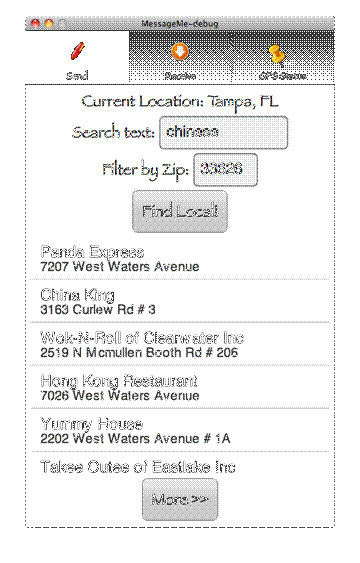 MessageMe-debug
Send Receive GPS Status
Current Location: Tampa, FL
Search text: chinese
Filter by Zip: 33626
Find Local!
Panda Express
7207 West Waters Avenue
China King
3163 Curlew Rd # 3
Wok-N-Roll of Clearwater Inc
2519 N Mcmullen Booth Rd # 206
Hong Kong Restaurant
7026 West Waters Avenue
Yummy House
2202 West Waters Avenue # 1A
Takee Outee of Eastlake Inc
More >>